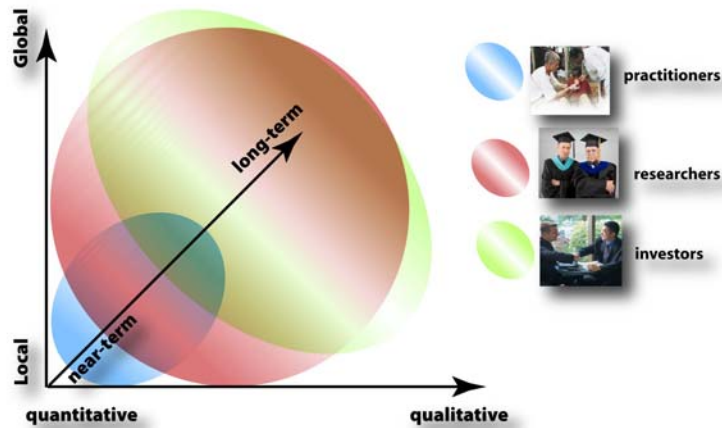 Global
long-term
near-term
Local
quantitative
qualitative
practitioners
researchers
investors